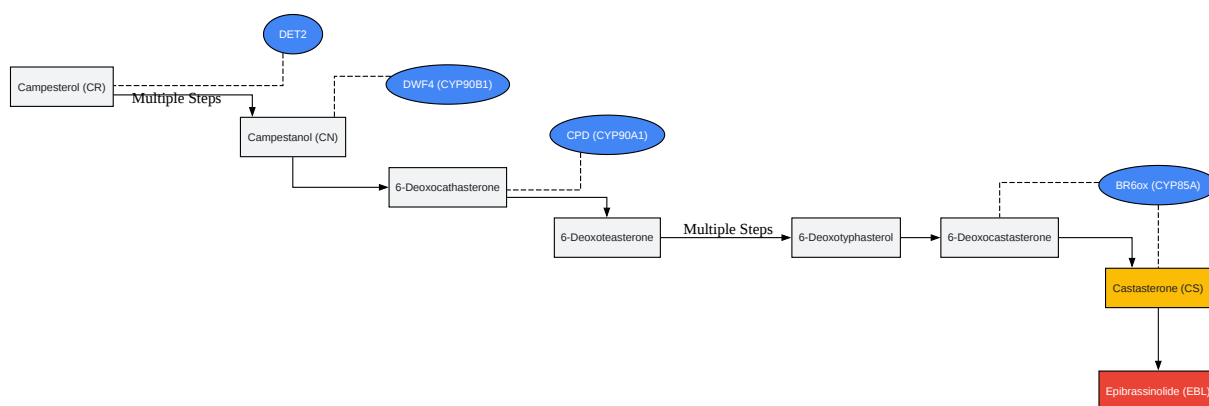 DET2
Campesterol (CR)
DWF4 (CYP90B1)
Multiple Steps
Campestanol (CN)
CPD (CYP90A1)
6-Deoxocathasterone
BR6ox (CYP85A)
6-Deoxoteasterone
Multiple Steps
6-Deoxotyphasterol
6-Deoxocastasterone
Castasterone (CS)
Epibrassinolide (EBL)